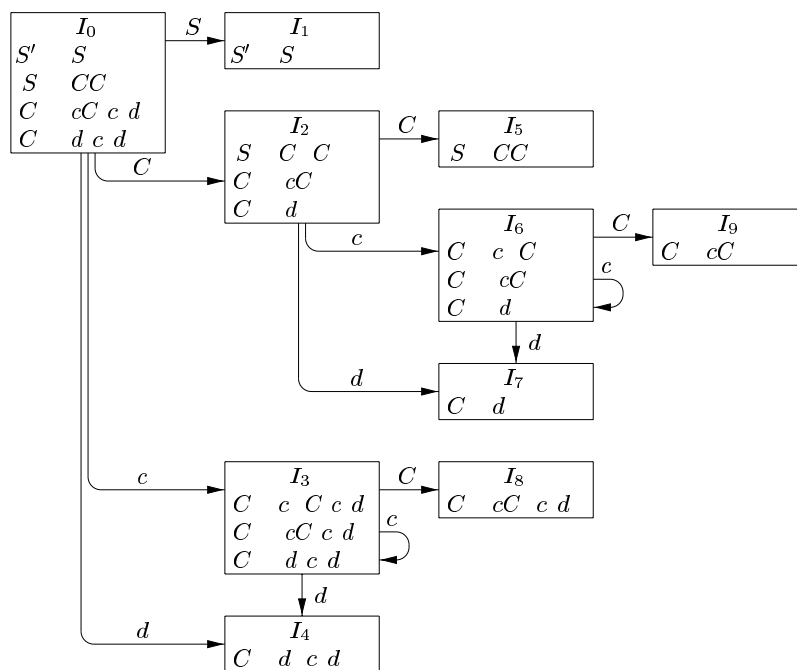 I₀
S′ S
S CC
C cC c d
C d c d
S
I₁
S′ S
C
I₂
S C C
C cC
C d
C
I₅
S CC
c
I₆
C c C
C cC
C d
C
I₉
C cC
c
d
d
I₇
C d
c
I₃
C c C c d
C cC c d
C d c d
C
I₈
C cC c d
c
d
d
I₄
C d c d